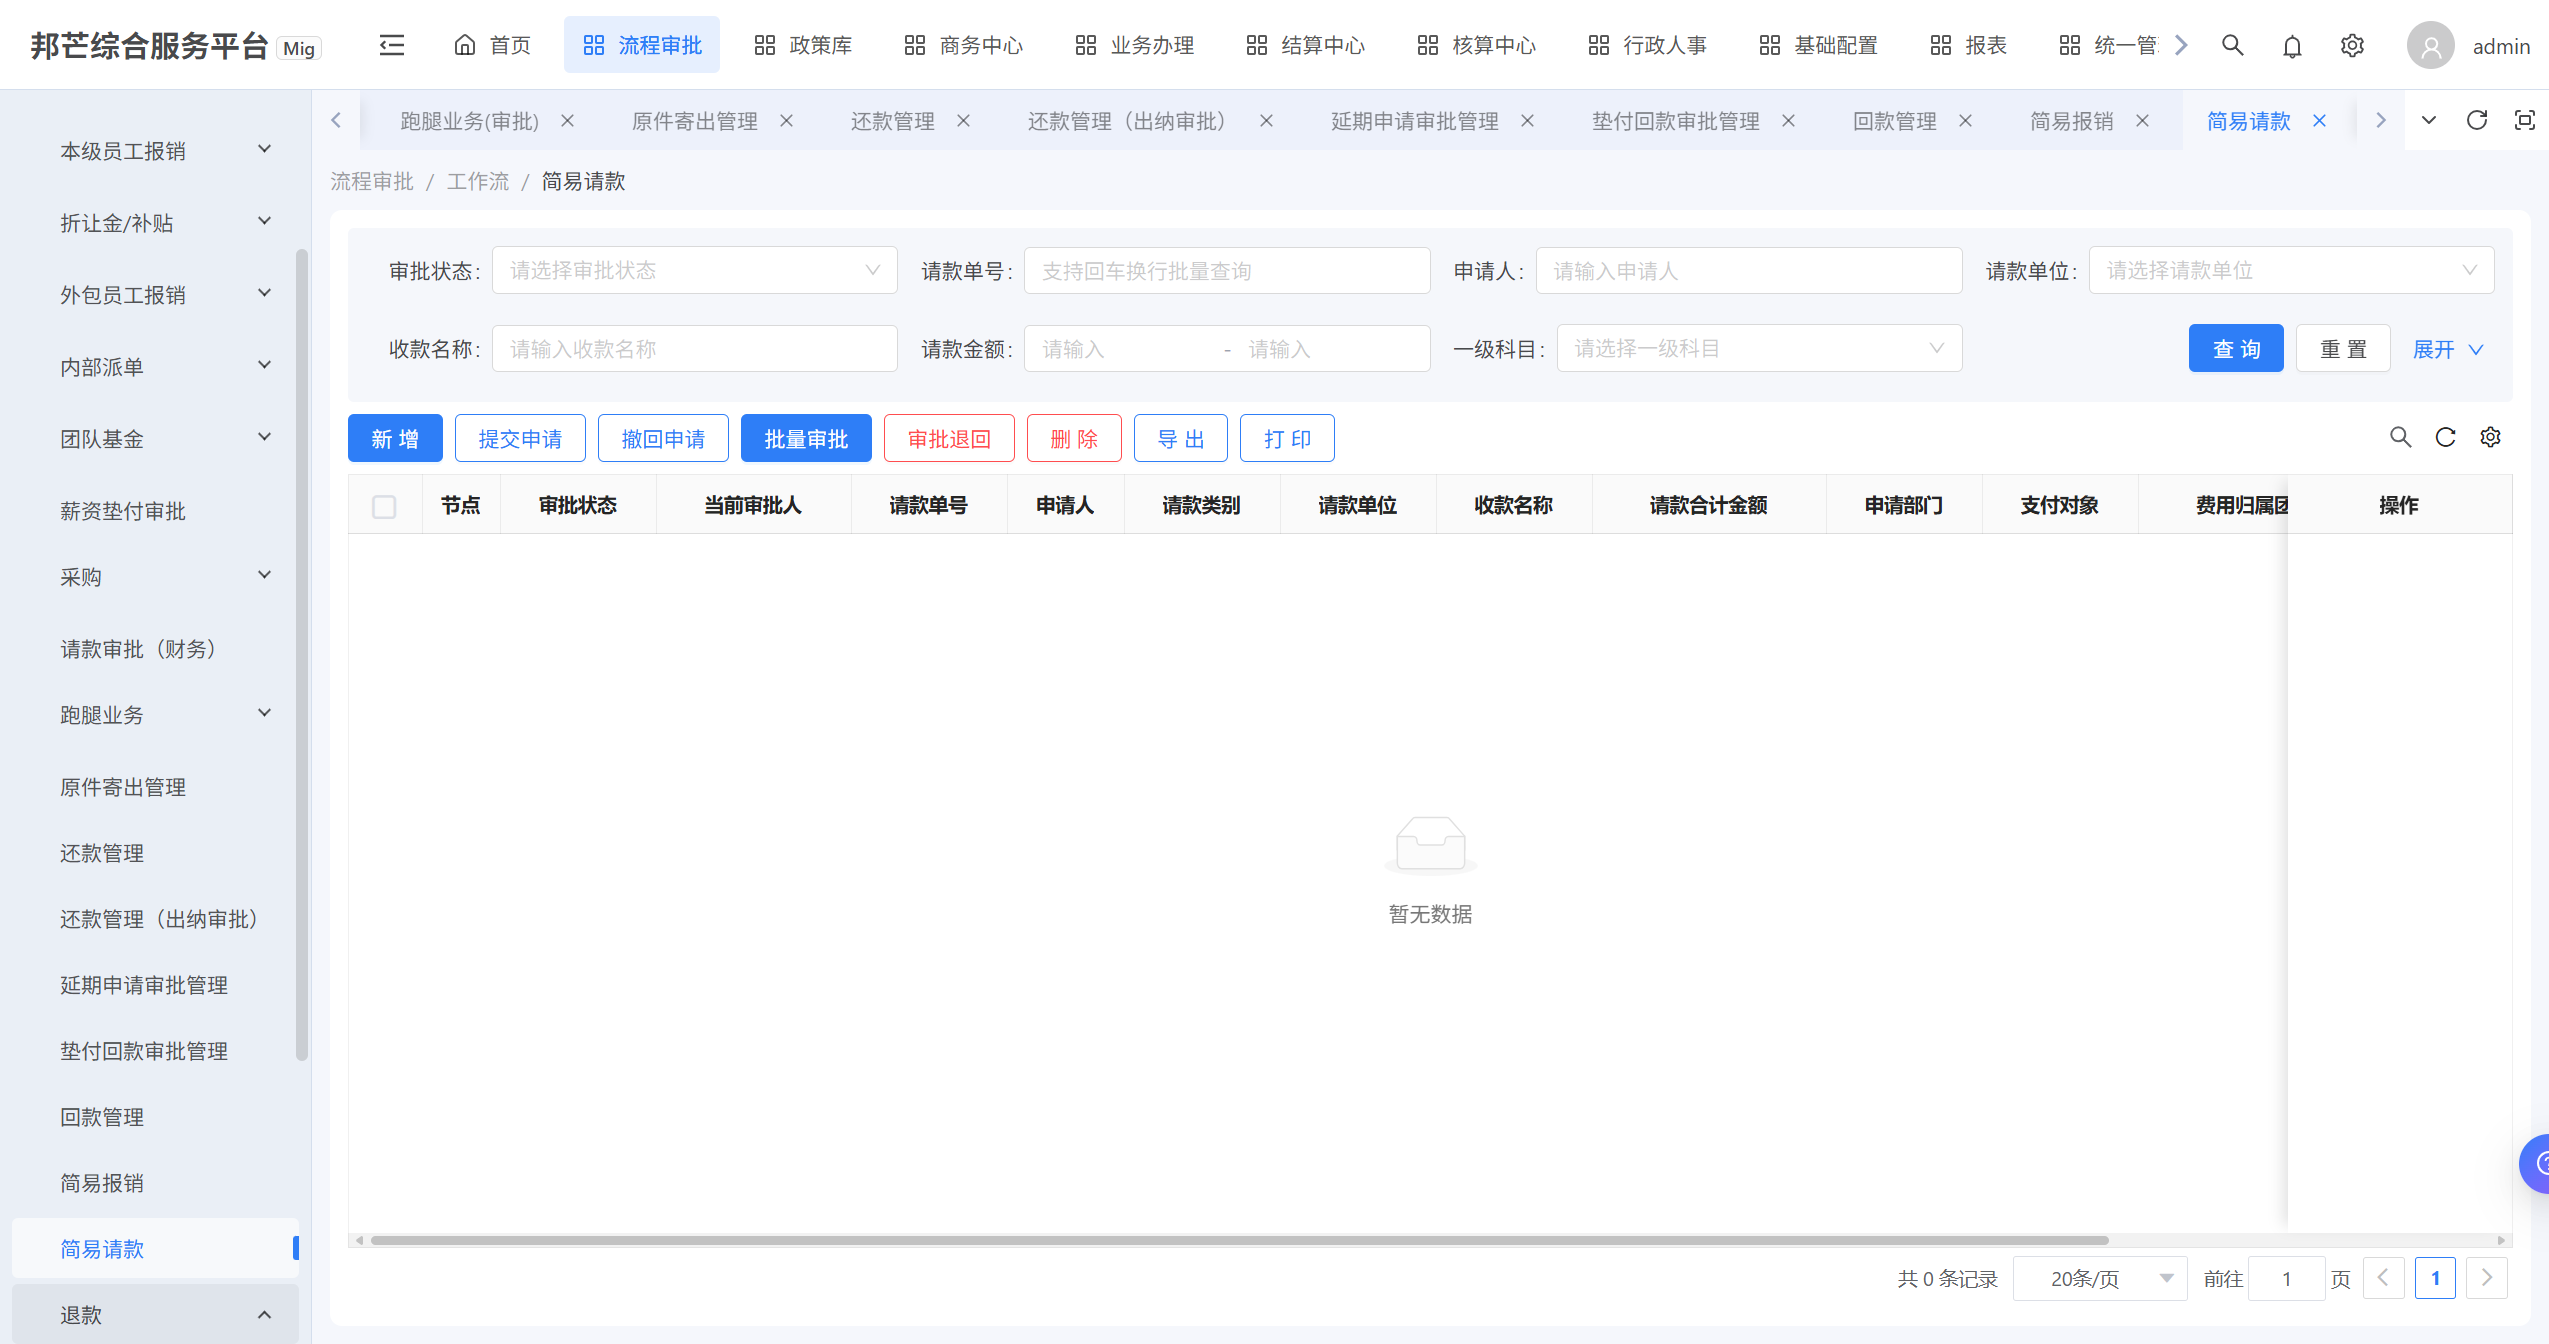 邦芒综合服务平台 Mig
首页 流程审批 政策库 商务中心 业务办理 结算中心 核算中心 行政人事 基础配置 报表 统一管
admin
跑腿业务(审批) 原件寄出管理 还款管理 还款管理（出纳审批） 延期申请审批管理 垫付回款审批管理 回款管理 简易报销 简易请款
流程审批 / 工作流 / 简易请款
本级员工报销
折让金/补贴
外包员工报销
内部派单
团队基金
薪资垫付审批
采购
请款审批（财务）
跑腿业务
原件寄出管理
还款管理
还款管理（出纳审批）
延期申请审批管理
垫付回款审批管理
回款管理
简易报销
简易请款
退款
审批状态: 请选择审批状态 请款单号: 支持回车换行批量查询 申请人: 请输入申请人 请款单位: 请选择请款单位
收款名称: 请输入收款名称 请款金额: 请输入 - 请输入 一级科目: 请选择一级科目 查 询 重 置 展开
新 增 提交申请 撤回申请 批量审批 审批退回 删 除 导 出 打 印
节点 审批状态 当前审批人 请款单号 申请人 请款类别 请款单位 收款名称 请款合计金额 申请部门 支付对象 费用归属团 操作
暂无数据
共 0 条记录 20条/页 前往 1 页 1